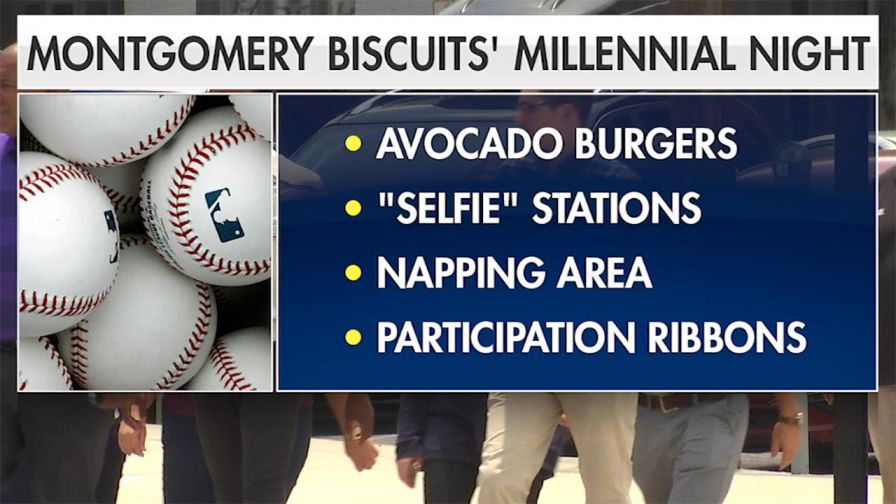 MONTGOMERY BISCUITS' MILLENNIAL NIGHT
• AVOCADO BURGERS
• "SELFIE" STATIONS
• NAPPING AREA
• PARTICIPATION RIBBONS